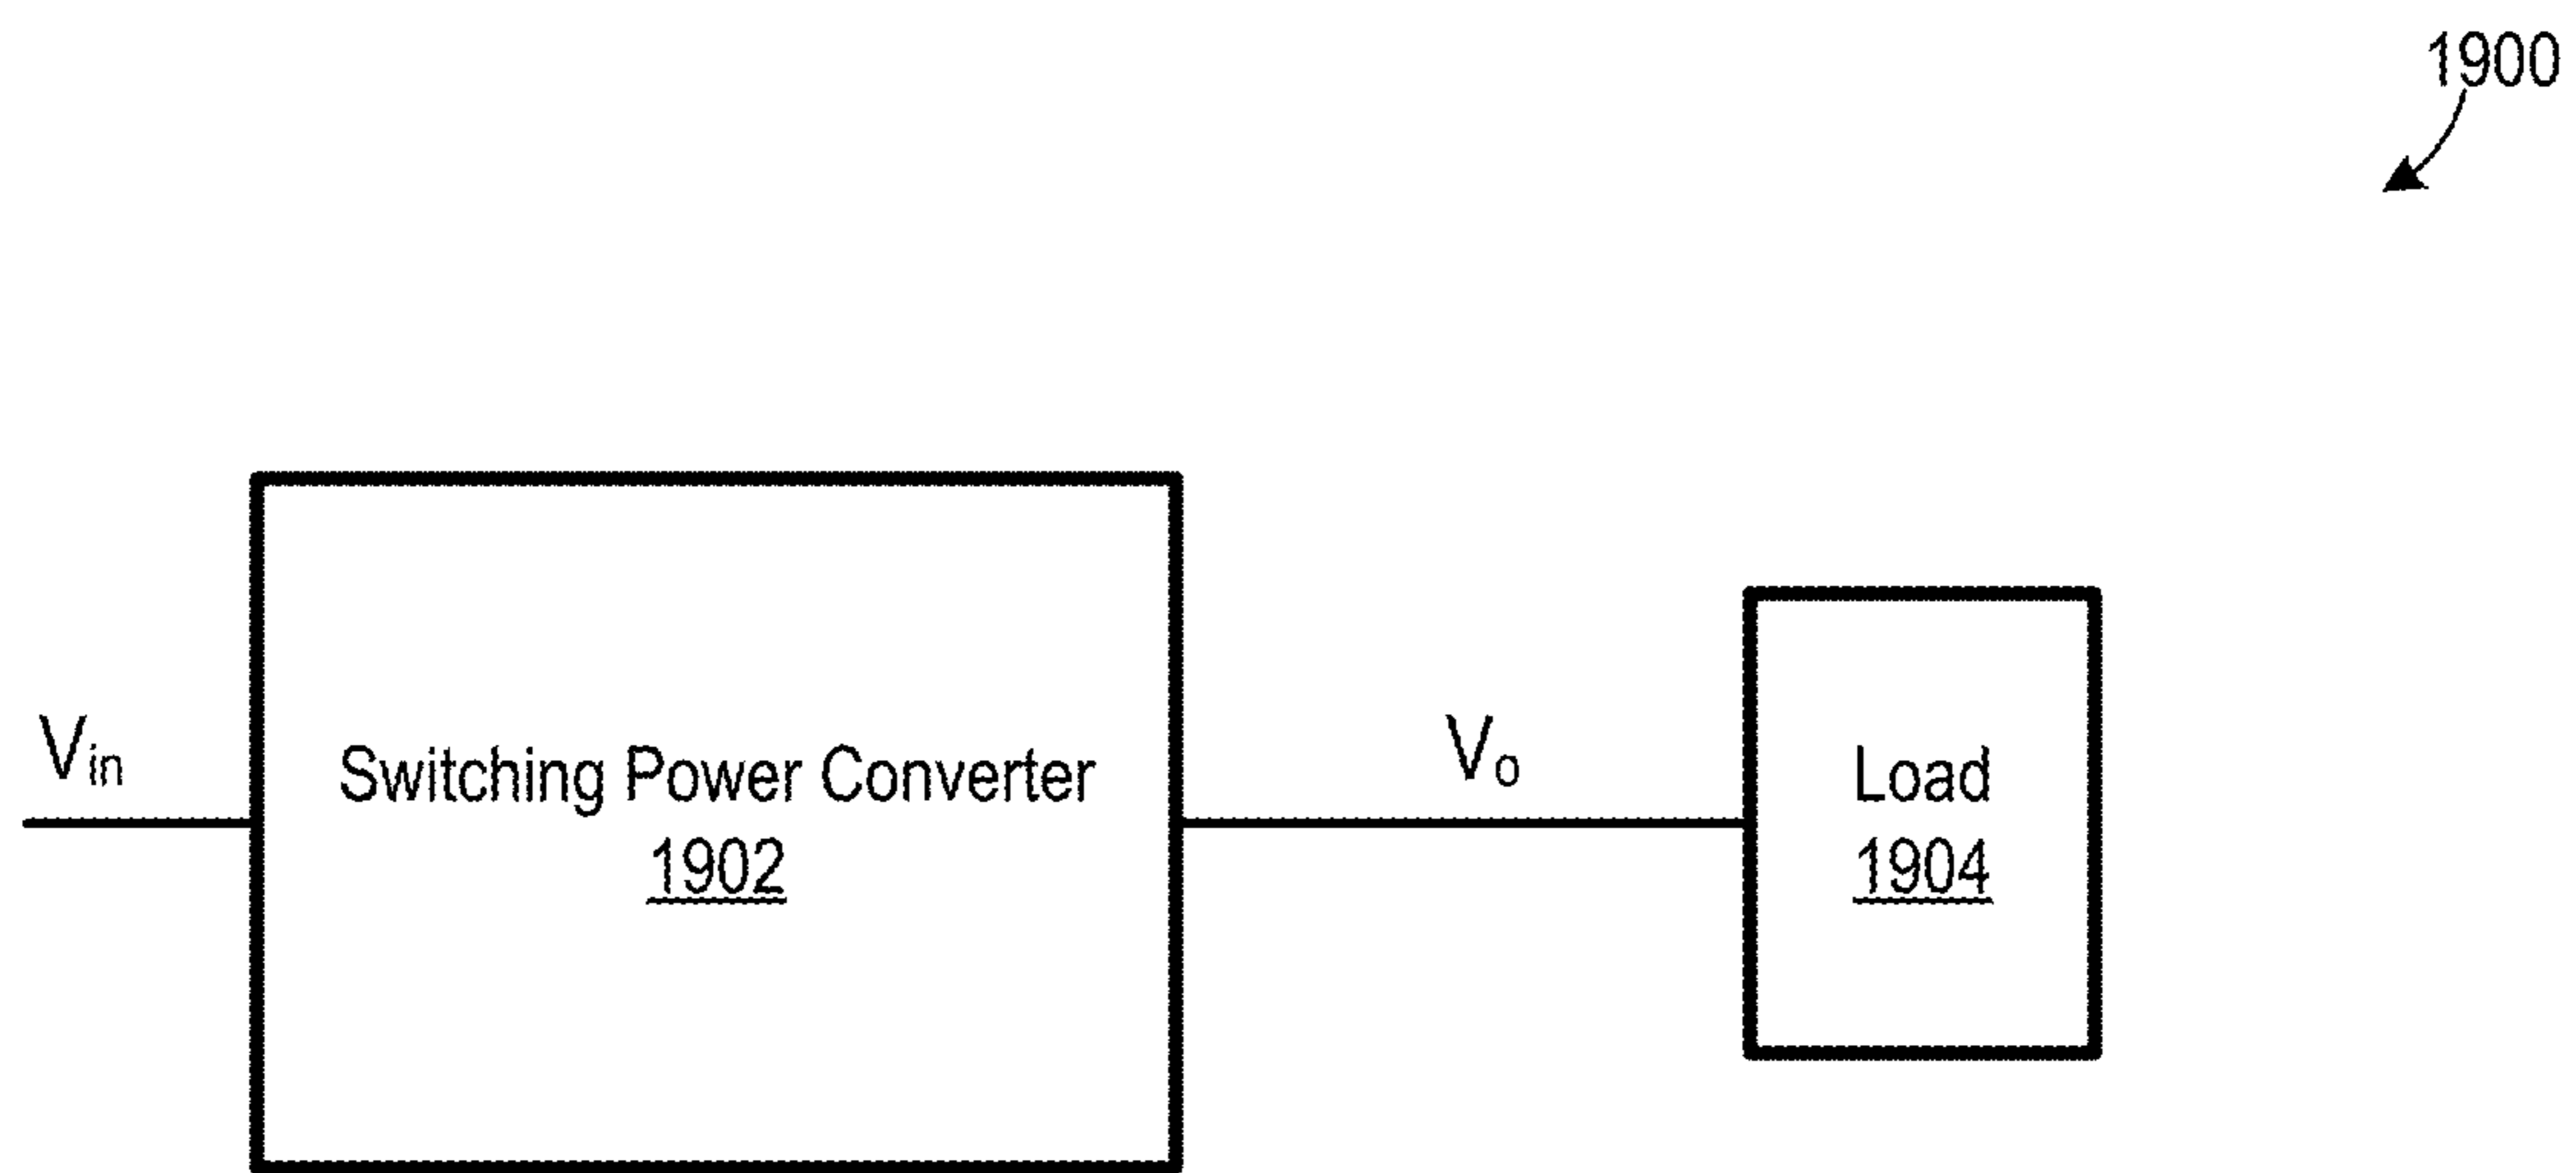 1900
Vin
Switching Power Converter
1902
Vo
Load
1904